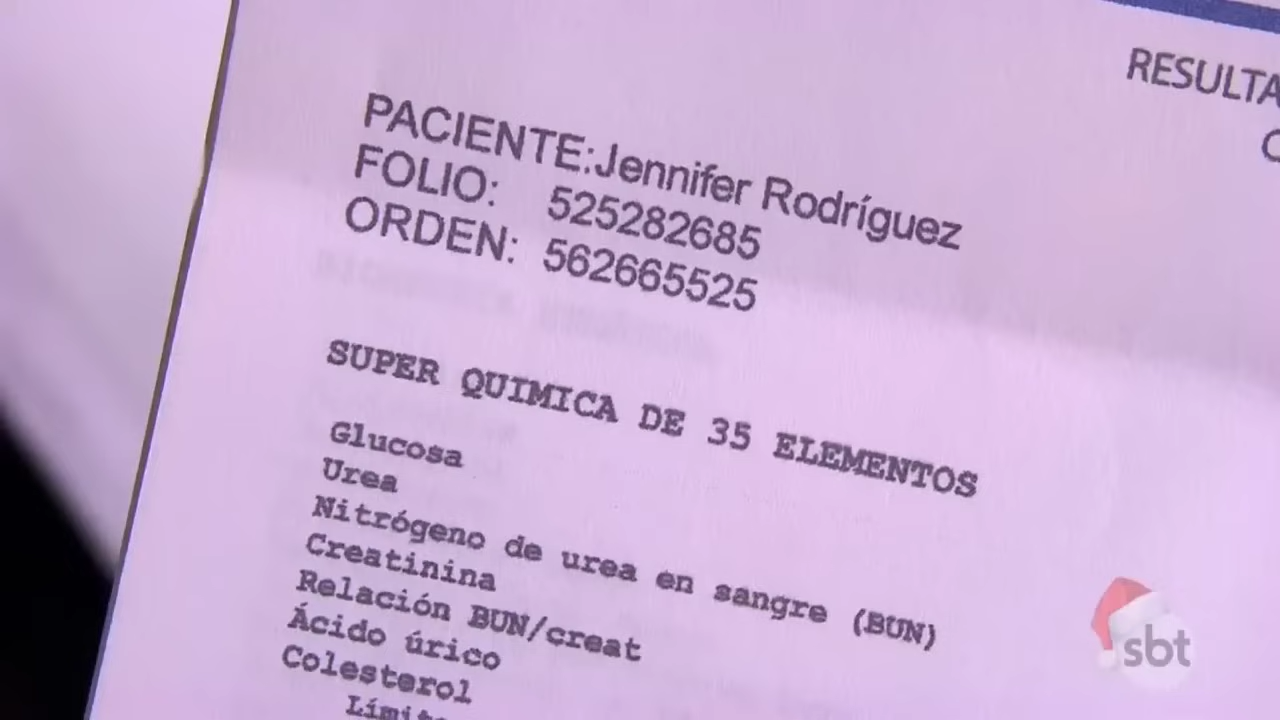 RESULTA
C
PACIENTE:Jennifer Rodríguez
FOLIO: 525282685
ORDEN: 562665525
SUPER QUIMICA DE 35 ELEMENTOS
Glucosa
Urea
Nitrógeno de urea en sangre (BUN)
Creatinina
Relación BUN/creat
Ácido úrico
Colesterol
Límit
sbt